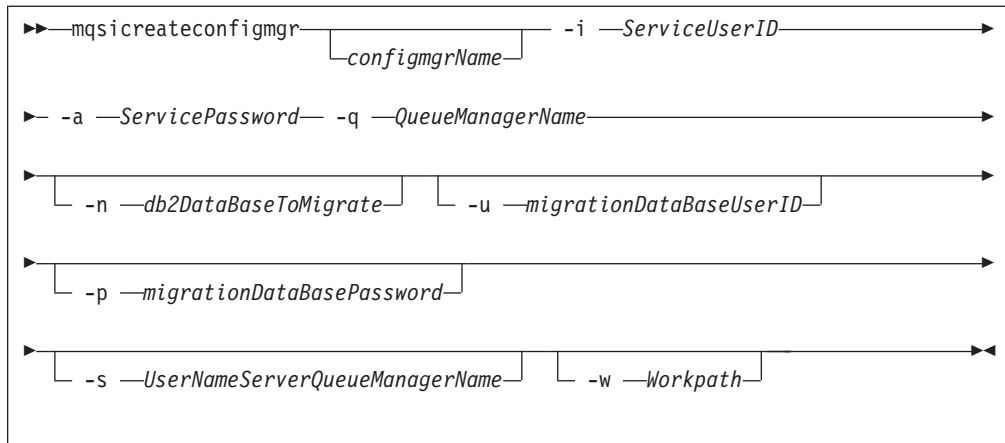 mqsicreateconfigmgr -i ServiceUserID
configmgrName
-a ServicePassword -q QueueManagerName
-n db2DataBaseToMigrate -u migrationDataBaseUserID
-p migrationDataBasePassword
-s UserNameServerQueueManagerName -w Workpath